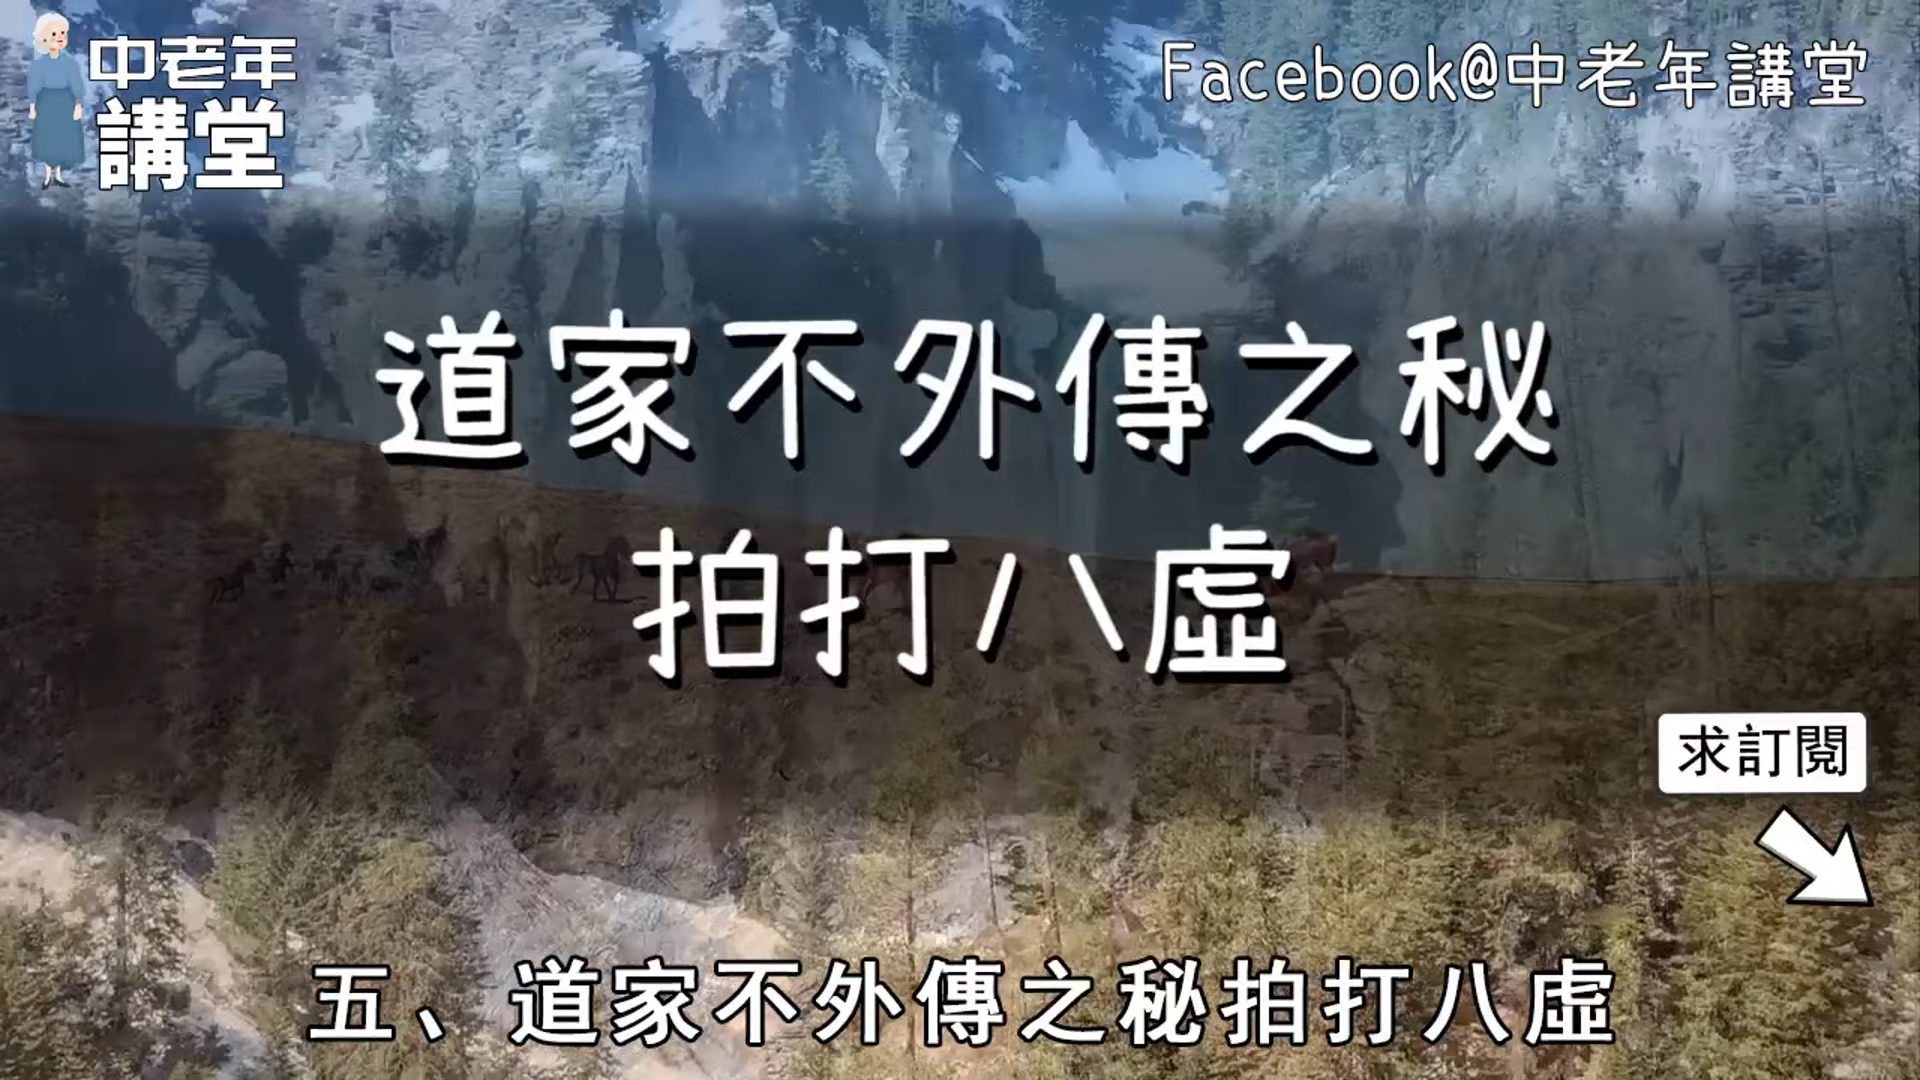 中老年
講堂
Facebook@中老年講堂
道家不外傳之秘
拍打八虛
求訂閱
五、道家不外傳之秘拍打八虛